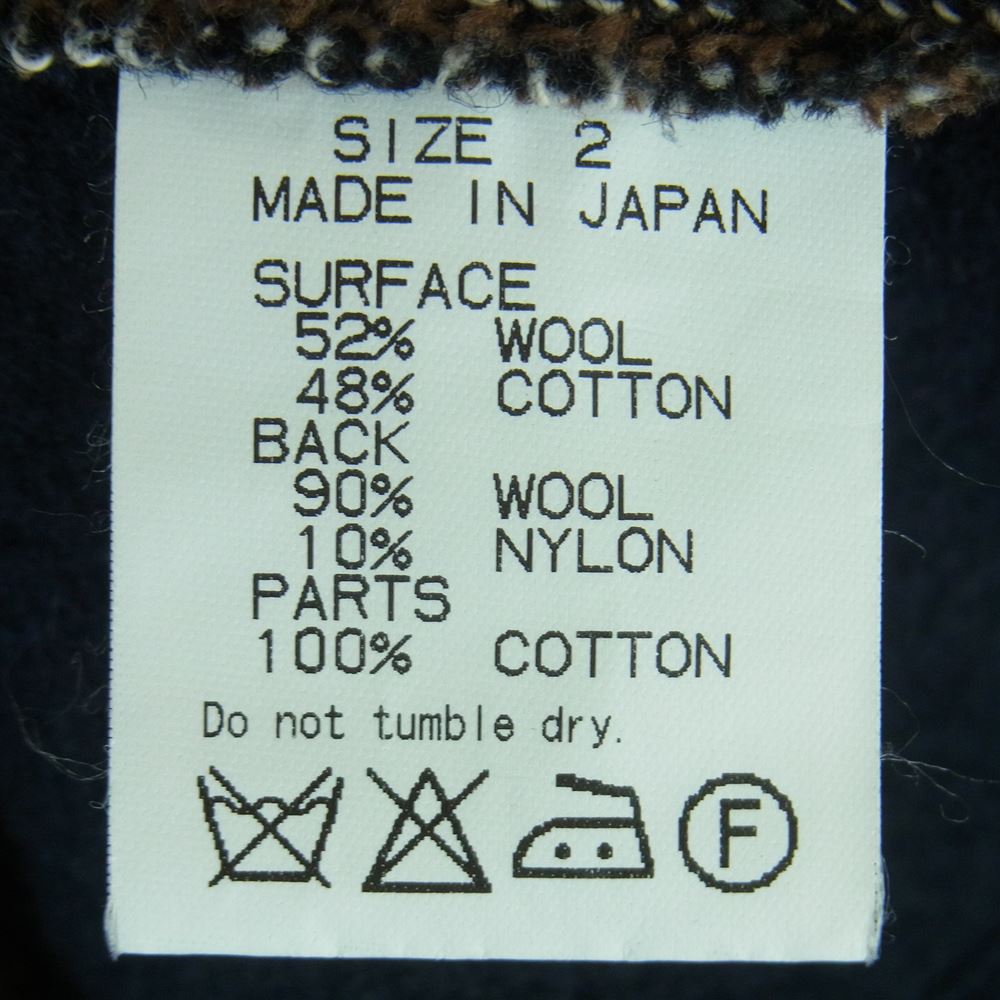 SIZE 2
MADE IN JAPAN
SURFACE
52% WOOL
48% COTTON
BACK
90% WOOL
10% NYLON
PARTS
100% COTTON
Do not tumble dry.
F